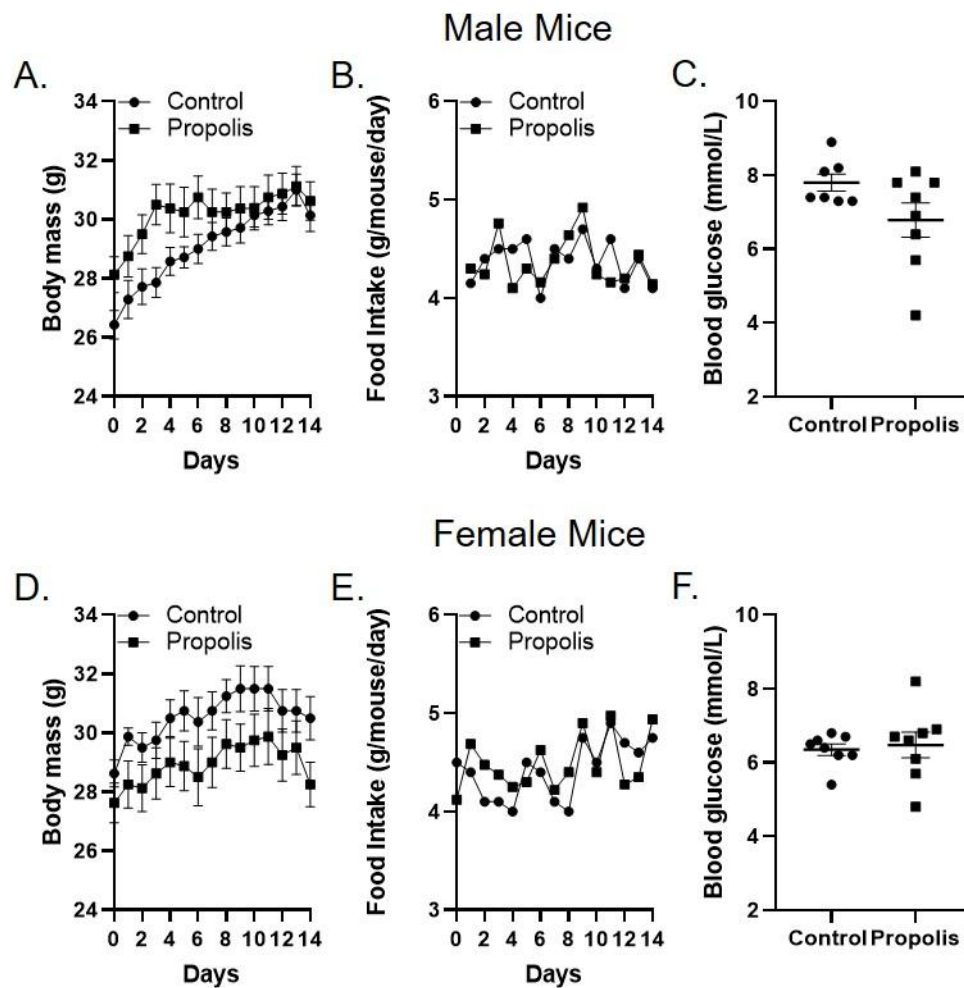 Male Mice
A.
Control
Propolis
34
32
30
28
26
24
Body mass (g)
0 2 4 6 8 10 12 14
Days
B.
Control
Propolis
6
5
4
3
Food Intake (g/mouse/day)
0 2 4 6 8 10 12 14
Days
C.
10
8
6
4
2
Blood glucose (mmol/L)
Control Propolis
Female Mice
D.
Control
Propolis
34
32
30
28
26
24
Body mass (g)
0 2 4 6 8 10 12 14
Days
E.
Control
Propolis
6
5
4
3
Food Intake (g/mouse/day)
0 2 4 6 8 10 12 14
Days
F.
10
8
6
4
2
Blood glucose (mmol/L)
Control Propolis